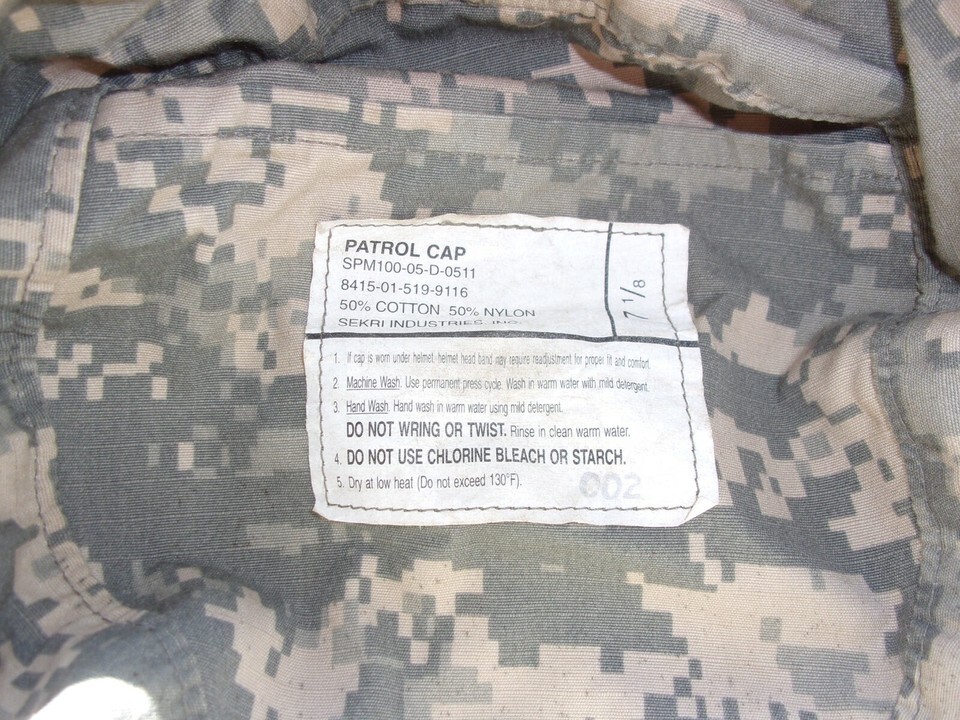 PATROL CAP
SPM100-05-D-0511
8415-01-519-9116
50% COTTON 50% NYLON
SEKRI INDUSTRIES, INC.
7 1/8
1. If cap is worn under helmet, helmet head band may require readjustment for proper fit and comfort.
2. Machine Wash. Use permanent press cycle. Wash in warm water with mild detergent.
3. Hand Wash. Hand wash in warm water using mild detergent.
DO NOT WRING OR TWIST. Rinse in clean warm water.
4. DO NOT USE CHLORINE BLEACH OR STARCH.
5. Dry at low heat (Do not exceed 130°F).
002